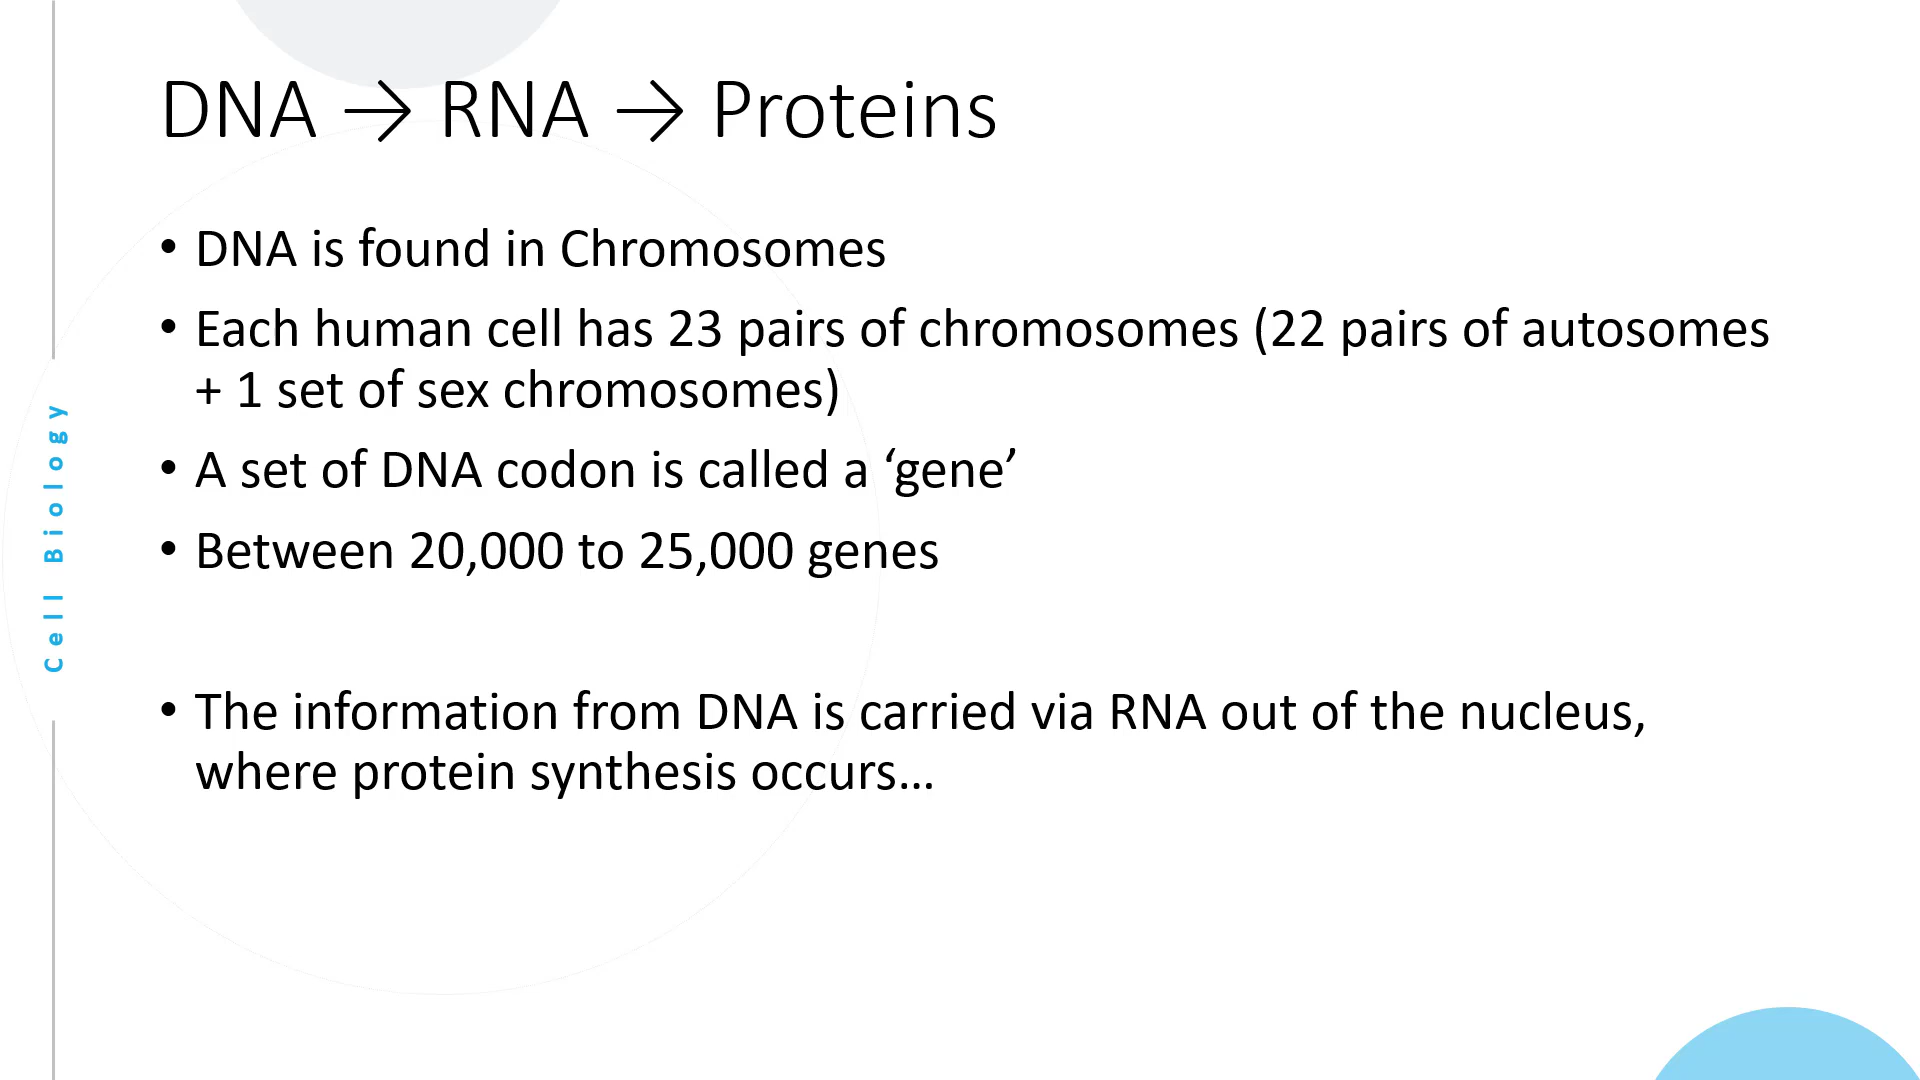 DNA → RNA → Proteins
• DNA is found in Chromosomes
• Each human cell has 23 pairs of chromosomes (22 pairs of autosomes
+ 1 set of sex chromosomes)
• A set of DNA codon is called a ‘gene’
• Between 20,000 to 25,000 genes
• The information from DNA is carried via RNA out of the nucleus,
where protein synthesis occurs…
Cell Biology